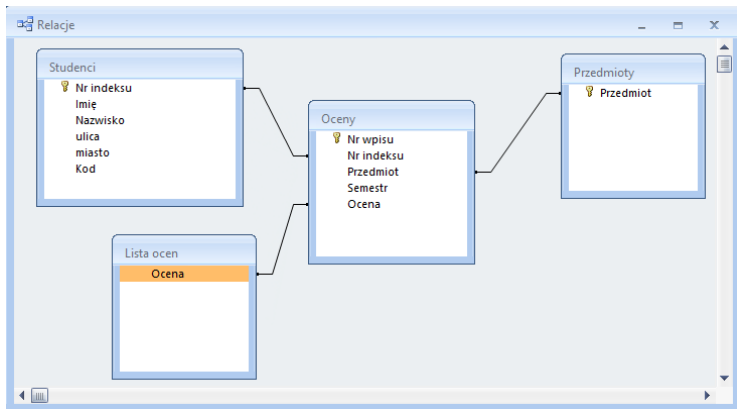 Relacje
Studenci
Nr indeksu
Imię
Nazwisko
ulica
miasto
Kod
Oceny
Nr wpisu
Nr indeksu
Przedmiot
Semestr
Ocena
Przedmioty
Przedmiot
Lista ocen
Ocena